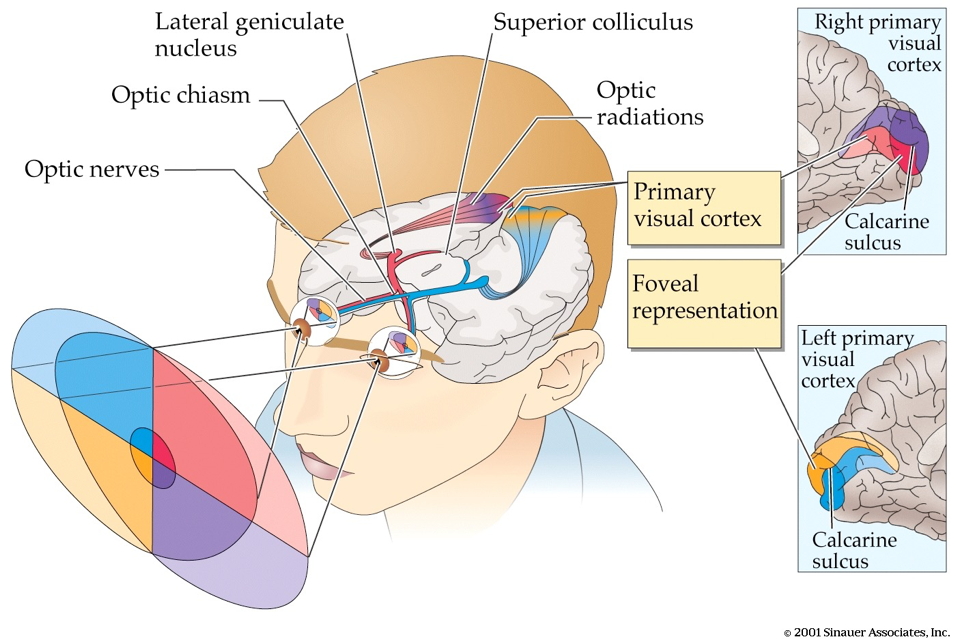 Lateral geniculate
nucleus
Superior colliculus
Optic chiasm
Optic
radiations
Optic nerves
Primary
visual cortex
Foveal
representation
Right primary
visual
cortex
Calcarine
sulcus
Left primary
visual
cortex
Calcarine
sulcus
© 2001 Sinauer Associates, Inc.